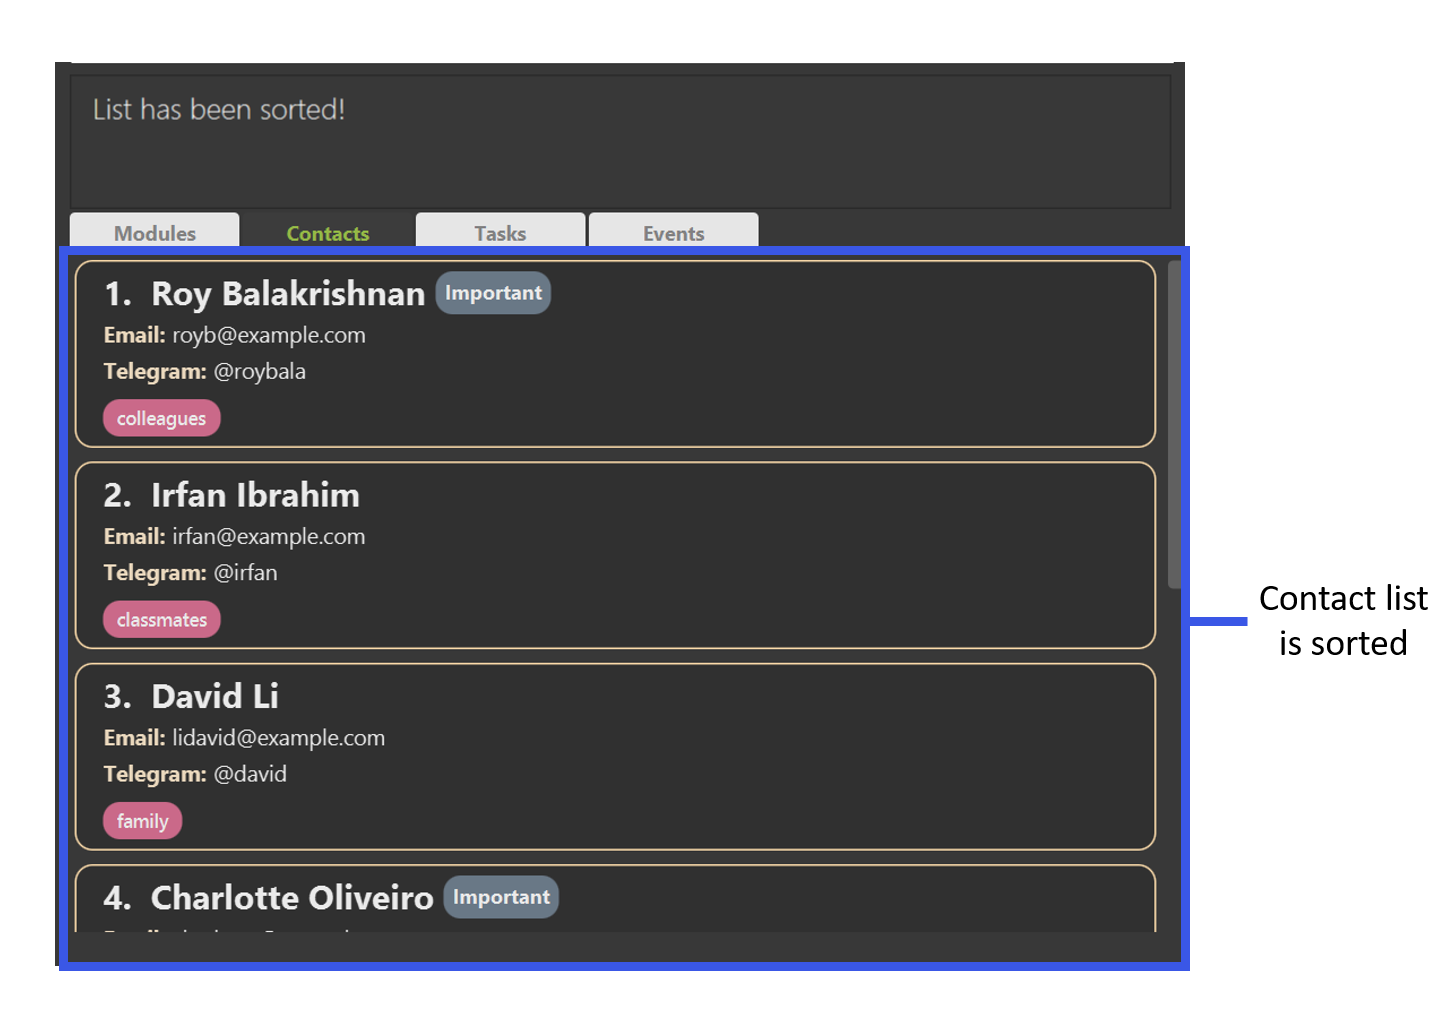 List has been sorted!
Modules Contacts Tasks Events
1. Roy Balakrishnan Important
Email: royb@example.com
Telegram: @roybala
colleagues
2. Irfan Ibrahim
Email: irfan@example.com
Telegram: @irfan
classmates
3. David Li
Email: lidavid@example.com
Telegram: @david
family
4. Charlotte Oliveiro Important
Contact list
is sorted